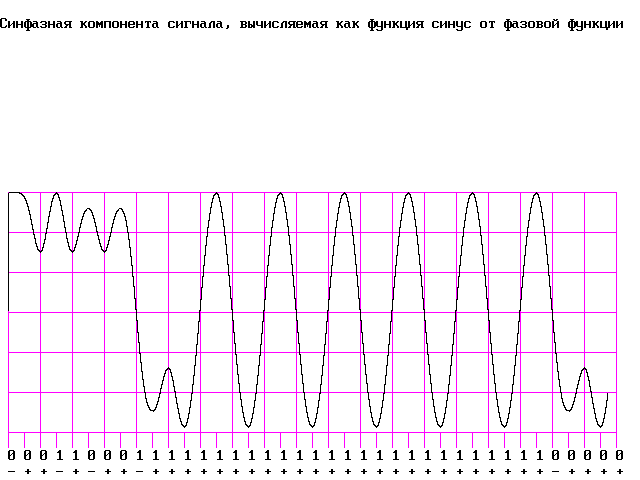 Синфазная компонента сигнала, вычисляемая как функция синус от фазовой функции
0 0 0 1 1 0 0 0 1 1 1 1 1 1 1 1 1 1 1 1 1 1 1 1 1 1 1 1 1 1 1 1 1 1 0 0 0 0 0
- + + - + - + + - + + + + + + + + + + + + + + + + + + + + + + + + + - + + + +